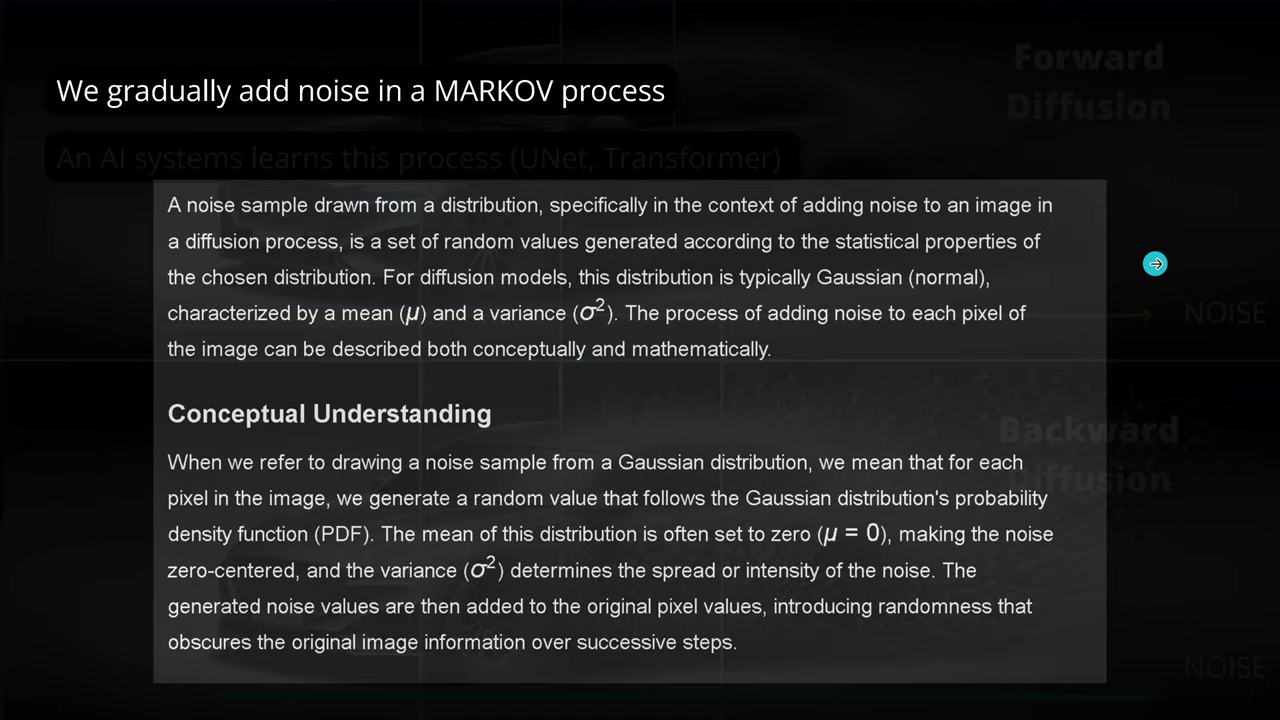 Forward
Diffusion
We gradually add noise in a MARKOV process
An AI systems learns this process (UNet, Transformer)
A noise sample drawn from a distribution, specifically in the context of adding noise to an image in
a diffusion process, is a set of random values generated according to the statistical properties of
the chosen distribution. For diffusion models, this distribution is typically Gaussian (normal),
characterized by a mean (μ) and a variance (σ²). The process of adding noise to each pixel of
the image can be described both conceptually and mathematically.
NOISE
Conceptual Understanding
Backward
Diffusion
When we refer to drawing a noise sample from a Gaussian distribution, we mean that for each
pixel in the image, we generate a random value that follows the Gaussian distribution's probability
density function (PDF). The mean of this distribution is often set to zero (μ = 0), making the noise
zero-centered, and the variance (σ²) determines the spread or intensity of the noise. The
generated noise values are then added to the original pixel values, introducing randomness that
obscures the original image information over successive steps.
NOISE